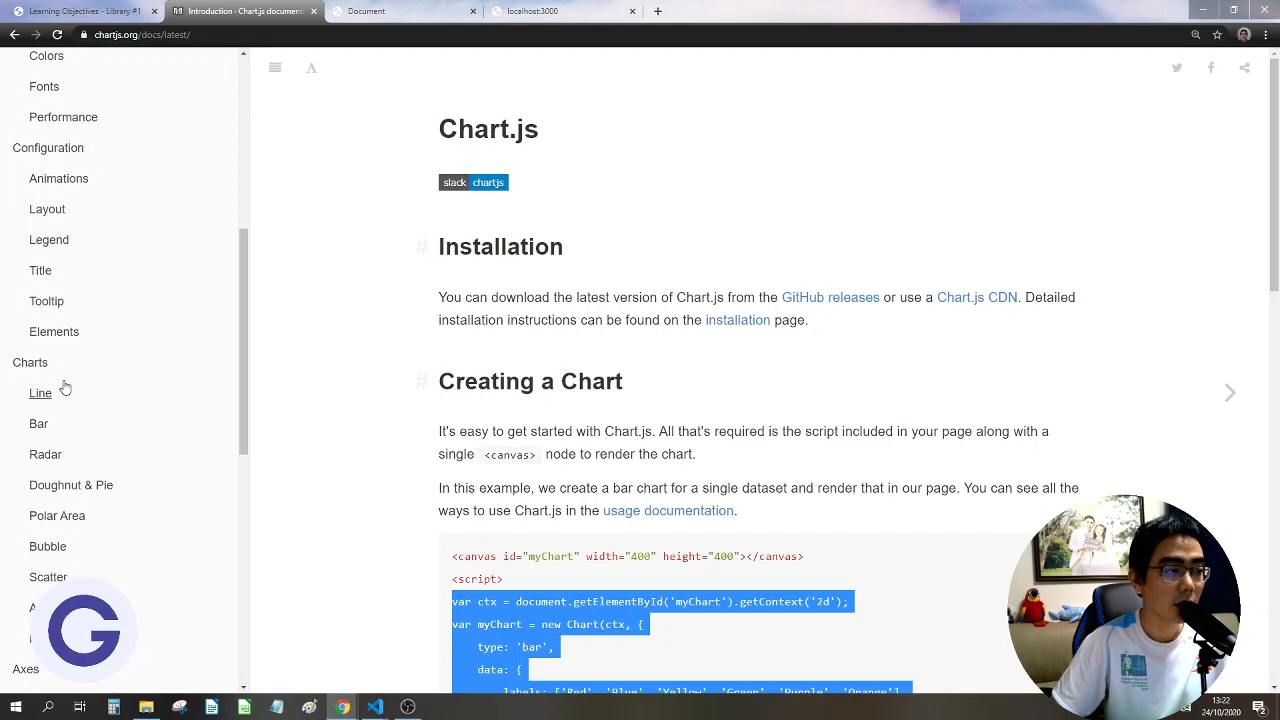 Learning Objectives - Library #1
Introduction · Chart.js document
Document
localhost:3000
chartjs.org/docs/latest/
Colors
Fonts
Performance
Configuration
Animations
Layout
Legend
Title
Tooltip
Elements
Charts
Line
Bar
Radar
Doughnut & Pie
Polar Area
Bubble
Scatter
Axes
A
Chart.js
slack chartjs
# Installation
You can download the latest version of Chart.js from the GitHub releases or use a Chart.js CDN. Detailed
installation instructions can be found on the installation page.
# Creating a Chart
It's easy to get started with Chart.js. All that's required is the script included in your page along with a
single <canvas> node to render the chart.
In this example, we create a bar chart for a single dataset and render that in our page. You can see all the
ways to use Chart.js in the usage documentation.
<canvas id="myChart" width="400" height="400"></canvas>
<script>
var ctx = document.getElementById('myChart').getContext('2d');
var myChart = new Chart(ctx, {
type: 'bar',
data: {
labels: ['Red', 'Blue', 'Yellow', 'Green', 'Purple', 'Orange'],
G
13:22
24/10/2020